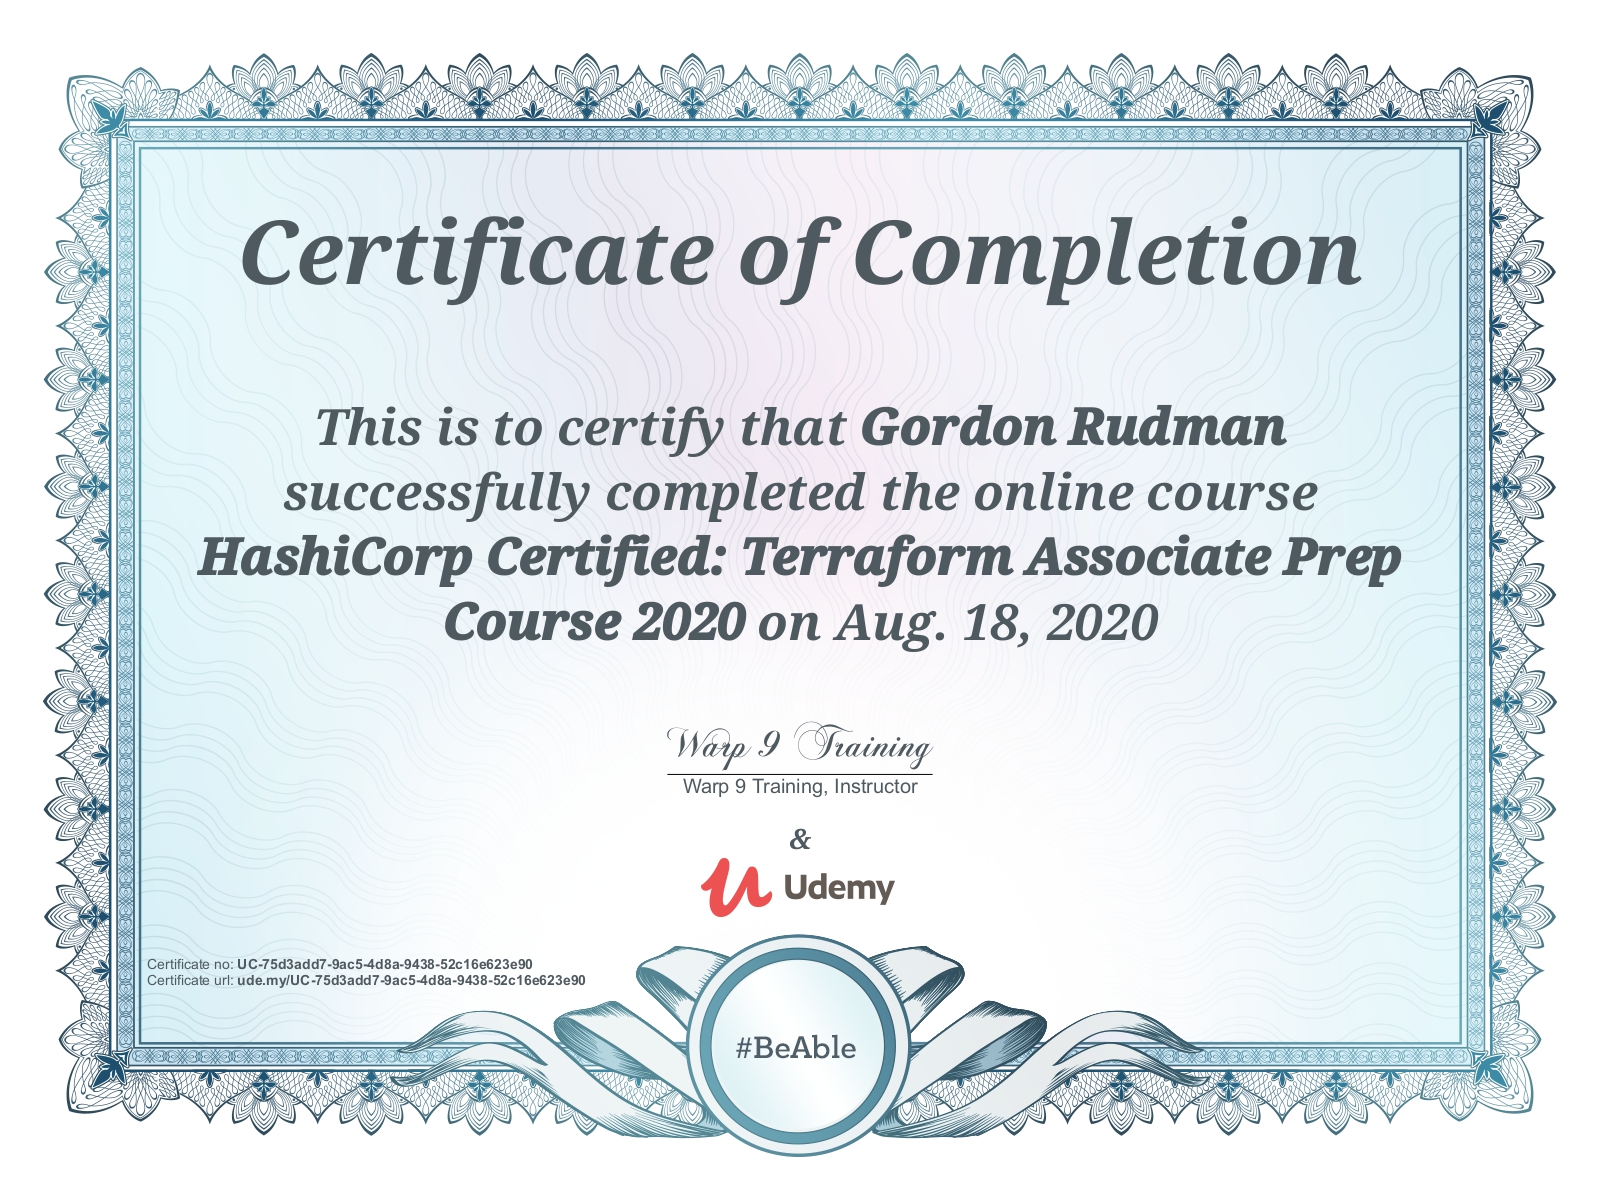 Certificate of Completion
This is to certify that Gordon Rudman
successfully completed the online course
HashiCorp Certified: Terraform Associate Prep
Course 2020 on Aug. 18, 2020
Warp 9 Training
Warp 9 Training, Instructor
&
Udemy
Certificate no: UC-75d3add7-9ac5-4d8a-9438-52c16e623e90
Certificate url: ude.my/UC-75d3add7-9ac5-4d8a-9438-52c16e623e90
#BeAble